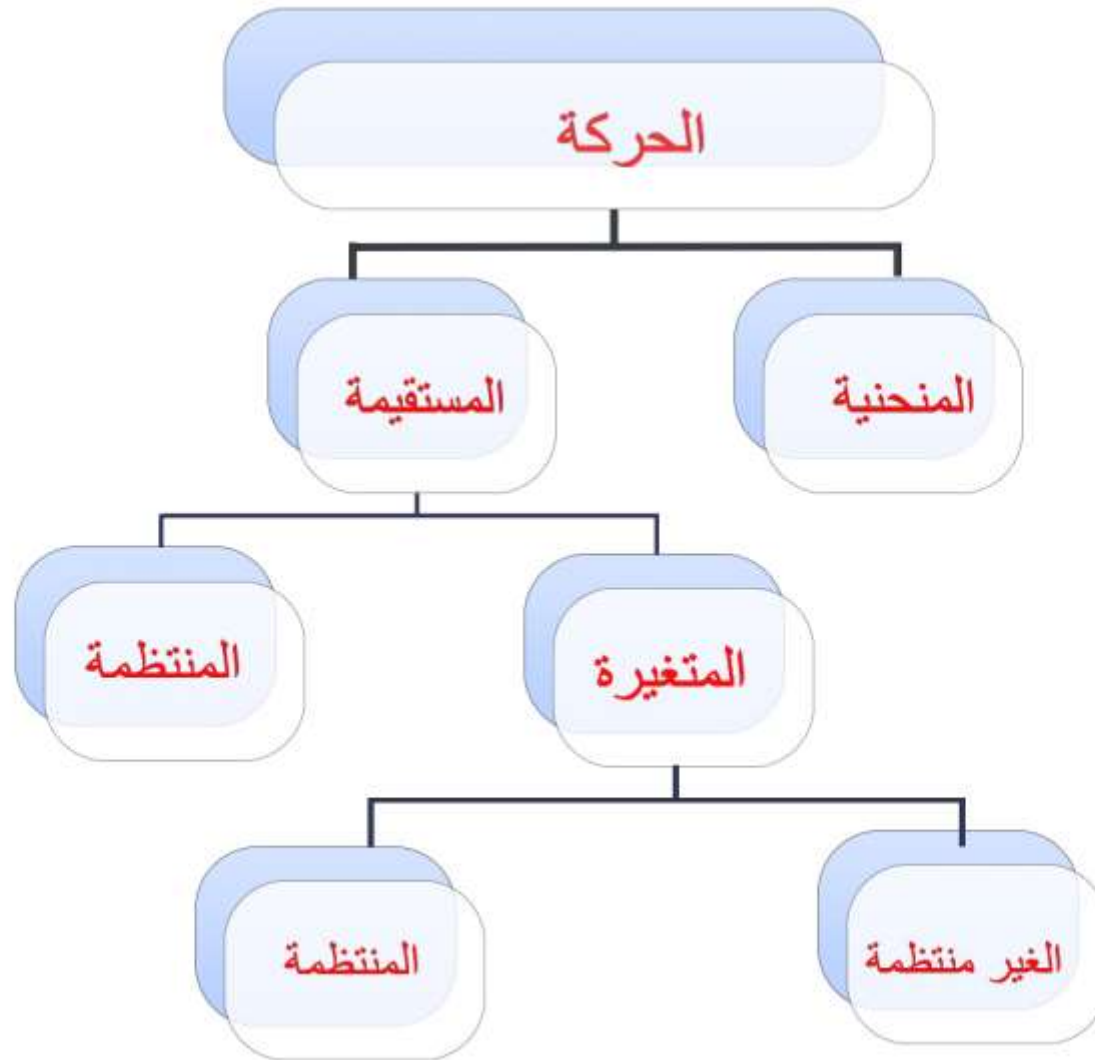 الحركة
المنحنية
المستقيمة
المتغيرة
المنتظمة
الغير منتظمة
المنتظمة